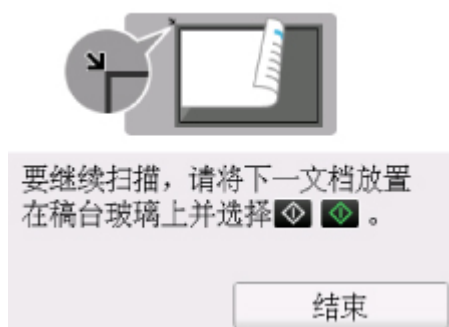 要继续扫描，请将下一文档放置
在稿台玻璃上并选择 。
结束